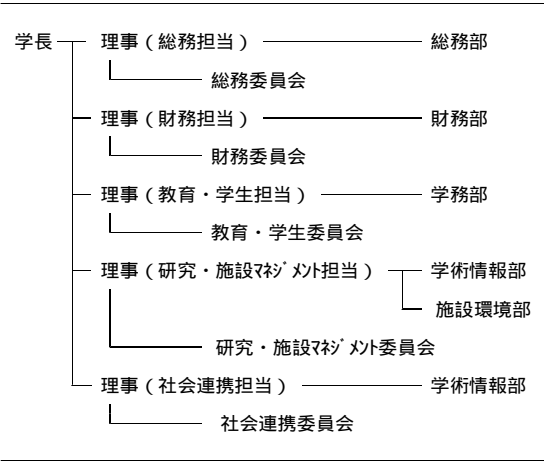 学長 理事（総務担当） 総務部
総務委員会
理事（財務担当） 財務部
財務委員会
理事（教育・学生担当） 学務部
教育・学生委員会
理事（研究・施設ﾏﾈｼﾞﾒﾝﾄ担当） 学術情報部
施設環境部
研究・施設ﾏﾈｼﾞﾒﾝﾄ委員会
理事（社会連携担当） 学術情報部
社会連携委員会